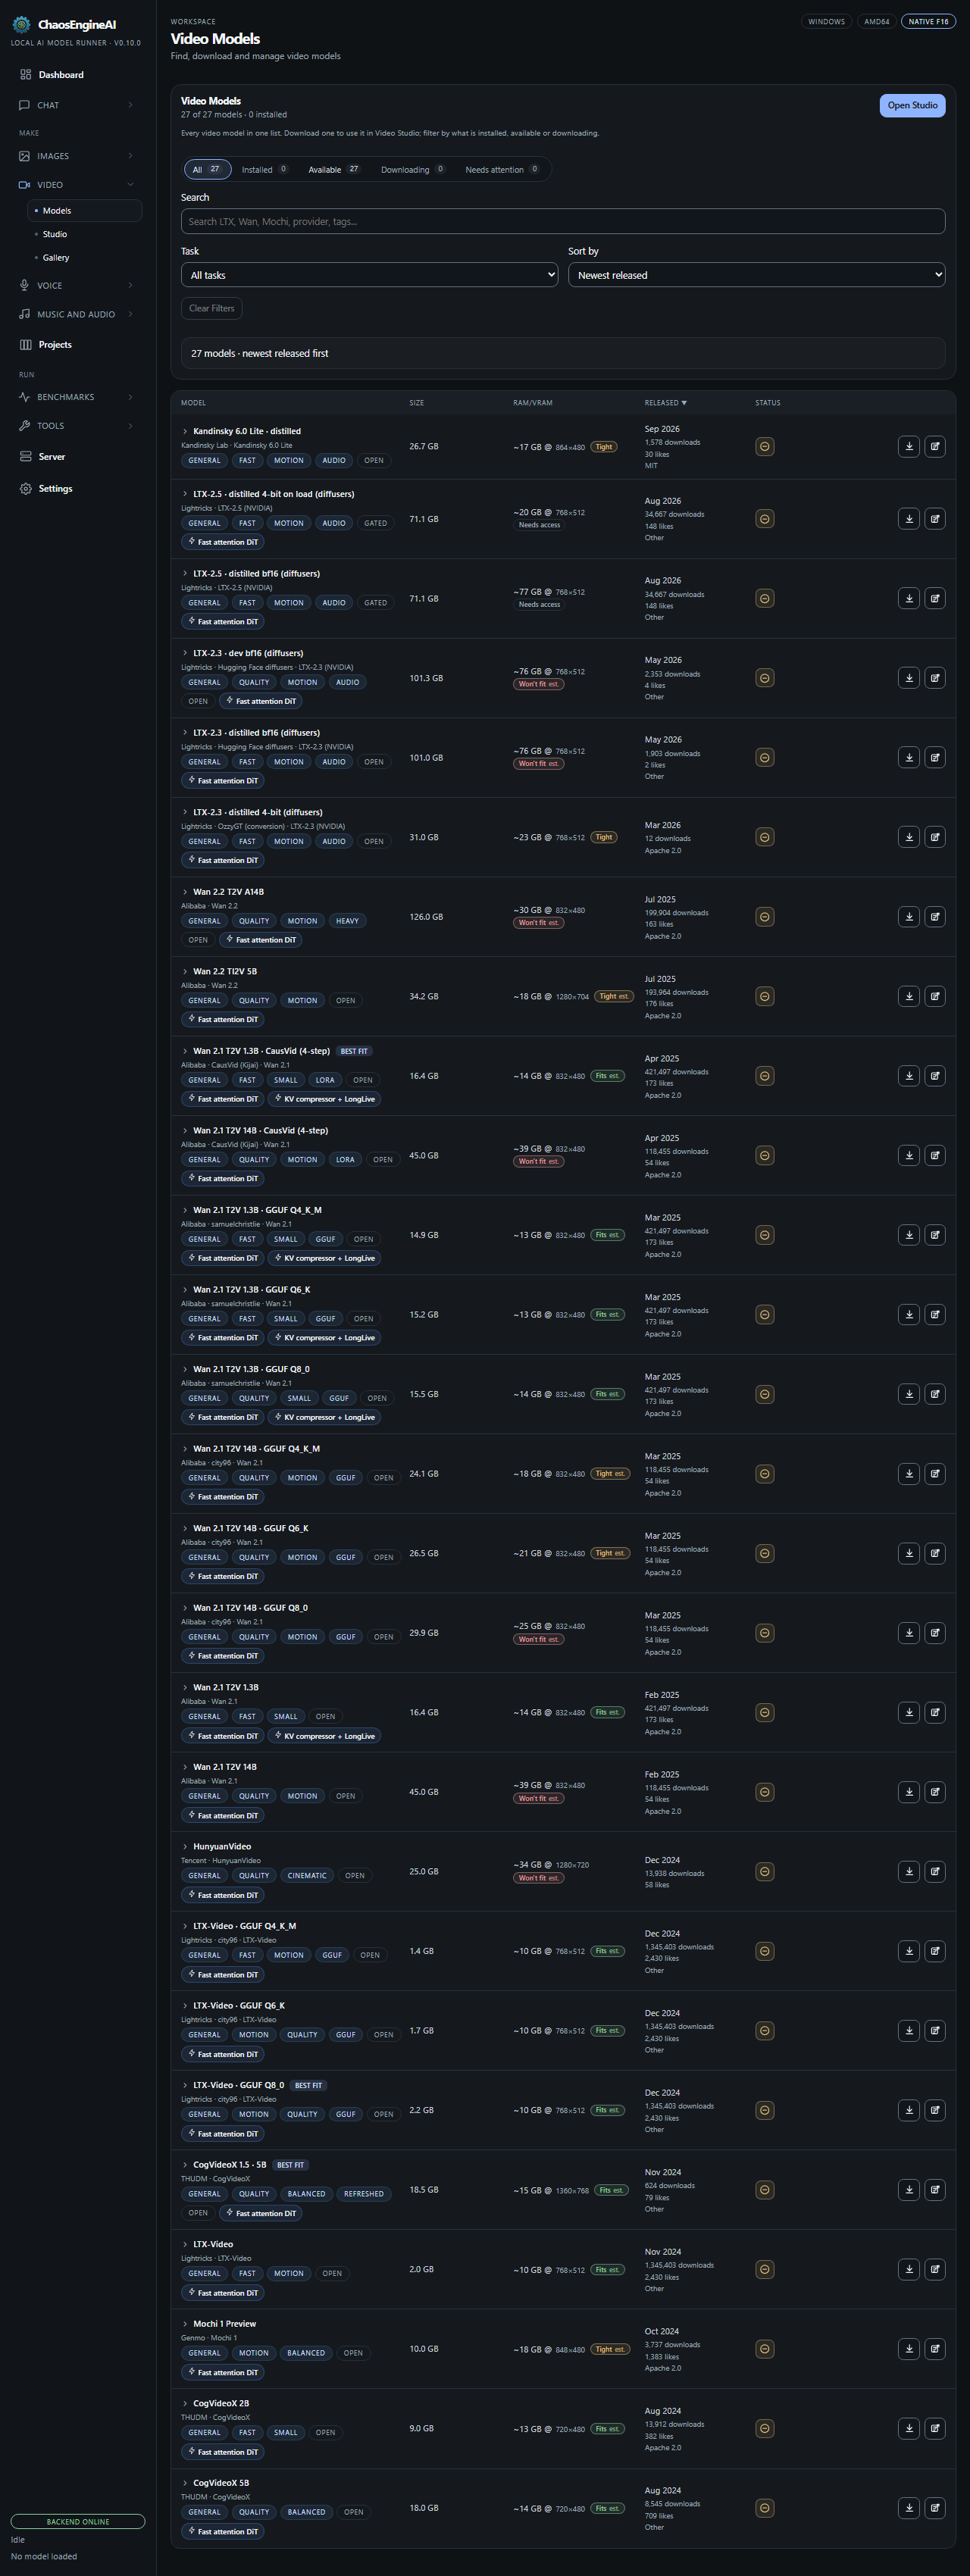 ChaosEngineAI
LOCAL AI MODEL RUNNER · V0.10.0
Dashboard
CHAT
MAKE
IMAGES
VIDEO
Models
Studio
Gallery
VOICE
MUSIC AND AUDIO
Projects
RUN
BENCHMARKS
TOOLS
Server
Settings
BACKEND ONLINE
Idle
No model loaded
WORKSPACE
Video Models
Find, download and manage video models
WINDOWS AMD64 NATIVE F16
Video Models
27 of 27 models · 0 installed
Open Studio
Every video model in one list. Download one to use it in Video Studio; filter by what is installed, available or downloading.
All 27 Installed 0 Available 27 Downloading 0 Needs attention 0
Search
Search LTX, Wan, Mochi, provider, tags...
Task Sort by
All tasks Newest released
Clear Filters
27 models · newest released first
MODEL SIZE RAM/VRAM RELEASED ▼ STATUS
Kandinsky 6.0 Lite · distilled
Kandinsky Lab · Kandinsky 6.0 Lite
GENERAL FAST MOTION AUDIO OPEN
26.7 GB
~17 GB @ 864×480 Tight
Sep 2026
1,578 downloads
30 likes
MIT
LTX-2.5 · distilled 4-bit on load (diffusers)
Lightricks · LTX-2.5 (NVIDIA)
GENERAL FAST MOTION AUDIO GATED
Fast attention DiT
71.1 GB
~20 GB @ 768×512
Needs access
Aug 2026
34,667 downloads
148 likes
Other
LTX-2.5 · distilled bf16 (diffusers)
Lightricks · LTX-2.5 (NVIDIA)
GENERAL FAST MOTION AUDIO GATED
Fast attention DiT
71.1 GB
~77 GB @ 768×512
Needs access
Aug 2026
34,667 downloads
148 likes
Other
LTX-2.3 · dev bf16 (diffusers)
Lightricks · Hugging Face diffusers · LTX-2.3 (NVIDIA)
GENERAL QUALITY MOTION AUDIO
OPEN Fast attention DiT
101.3 GB
~76 GB @ 768×512
Won't fit est.
May 2026
2,353 downloads
4 likes
Other
LTX-2.3 · distilled bf16 (diffusers)
Lightricks · Hugging Face diffusers · LTX-2.3 (NVIDIA)
GENERAL FAST MOTION AUDIO OPEN
Fast attention DiT
101.0 GB
~76 GB @ 768×512
Won't fit est.
May 2026
1,903 downloads
2 likes
Other
LTX-2.3 · distilled 4-bit (diffusers)
Lightricks · OzzyGT (conversion) · LTX-2.3 (NVIDIA)
GENERAL FAST MOTION AUDIO OPEN
Fast attention DiT
31.0 GB
~23 GB @ 768×512 Tight
Mar 2026
12 downloads
Apache 2.0
Wan 2.2 T2V A14B
Alibaba · Wan 2.2
GENERAL QUALITY MOTION HEAVY
OPEN Fast attention DiT
126.0 GB
~30 GB @ 832×480
Won't fit est.
Jul 2025
199,904 downloads
163 likes
Apache 2.0
Wan 2.2 TI2V 5B
Alibaba · Wan 2.2
GENERAL QUALITY MOTION OPEN
Fast attention DiT
34.2 GB
~18 GB @ 1280×704 Tight est.
Jul 2025
193,964 downloads
176 likes
Apache 2.0
Wan 2.1 T2V 1.3B · CausVid (4-step) BEST FIT
Alibaba · CausVid (Kijai) · Wan 2.1
GENERAL FAST SMALL LORA OPEN
Fast attention DiT KV compressor + LongLive
16.4 GB
~14 GB @ 832×480 Fits est.
Apr 2025
421,497 downloads
173 likes
Apache 2.0
Wan 2.1 T2V 14B · CausVid (4-step)
Alibaba · CausVid (Kijai) · Wan 2.1
GENERAL QUALITY MOTION LORA OPEN
Fast attention DiT
45.0 GB
~39 GB @ 832×480
Won't fit est.
Apr 2025
118,455 downloads
54 likes
Apache 2.0
Wan 2.1 T2V 1.3B · GGUF Q4_K_M
Alibaba · samuelchristlie · Wan 2.1
GENERAL FAST SMALL GGUF OPEN
Fast attention DiT KV compressor + LongLive
14.9 GB
~13 GB @ 832×480 Fits est.
Mar 2025
421,497 downloads
173 likes
Apache 2.0
Wan 2.1 T2V 1.3B · GGUF Q6_K
Alibaba · samuelchristlie · Wan 2.1
GENERAL FAST SMALL GGUF OPEN
Fast attention DiT KV compressor + LongLive
15.2 GB
~13 GB @ 832×480 Fits est.
Mar 2025
421,497 downloads
173 likes
Apache 2.0
Wan 2.1 T2V 1.3B · GGUF Q8_0
Alibaba · samuelchristlie · Wan 2.1
GENERAL QUALITY SMALL GGUF OPEN
Fast attention DiT KV compressor + LongLive
15.5 GB
~14 GB @ 832×480 Fits est.
Mar 2025
421,497 downloads
173 likes
Apache 2.0
Wan 2.1 T2V 14B · GGUF Q4_K_M
Alibaba · city96 · Wan 2.1
GENERAL QUALITY MOTION GGUF OPEN
Fast attention DiT
24.1 GB
~18 GB @ 832×480 Tight est.
Mar 2025
118,455 downloads
54 likes
Apache 2.0
Wan 2.1 T2V 14B · GGUF Q6_K
Alibaba · city96 · Wan 2.1
GENERAL QUALITY MOTION GGUF OPEN
Fast attention DiT
26.5 GB
~21 GB @ 832×480 Tight est.
Mar 2025
118,455 downloads
54 likes
Apache 2.0
Wan 2.1 T2V 14B · GGUF Q8_0
Alibaba · city96 · Wan 2.1
GENERAL QUALITY MOTION GGUF OPEN
Fast attention DiT
29.9 GB
~25 GB @ 832×480
Won't fit est.
Mar 2025
118,455 downloads
54 likes
Apache 2.0
Wan 2.1 T2V 1.3B
Alibaba · Wan 2.1
GENERAL FAST SMALL OPEN
Fast attention DiT KV compressor + LongLive
16.4 GB
~14 GB @ 832×480 Fits est.
Feb 2025
421,497 downloads
173 likes
Apache 2.0
Wan 2.1 T2V 14B
Alibaba · Wan 2.1
GENERAL QUALITY MOTION OPEN
Fast attention DiT
45.0 GB
~39 GB @ 832×480
Won't fit est.
Feb 2025
118,455 downloads
54 likes
Apache 2.0
HunyuanVideo
Tencent · HunyuanVideo
GENERAL QUALITY CINEMATIC OPEN
Fast attention DiT
25.0 GB
~34 GB @ 1280×720
Won't fit est.
Dec 2024
13,938 downloads
58 likes
LTX-Video · GGUF Q4_K_M
Lightricks · city96 · LTX-Video
GENERAL FAST MOTION GGUF OPEN
Fast attention DiT
1.4 GB
~10 GB @ 768×512 Fits est.
Dec 2024
1,345,403 downloads
2,430 likes
Other
LTX-Video · GGUF Q6_K
Lightricks · city96 · LTX-Video
GENERAL MOTION QUALITY GGUF OPEN
Fast attention DiT
1.7 GB
~10 GB @ 768×512 Fits est.
Dec 2024
1,345,403 downloads
2,430 likes
Other
LTX-Video · GGUF Q8_0 BEST FIT
Lightricks · city96 · LTX-Video
GENERAL MOTION QUALITY GGUF OPEN
Fast attention DiT
2.2 GB
~10 GB @ 768×512 Fits est.
Dec 2024
1,345,403 downloads
2,430 likes
Other
CogVideoX 1.5 · 5B BEST FIT
THUDM · CogVideoX
GENERAL QUALITY BALANCED REFRESHED
OPEN Fast attention DiT
18.5 GB
~15 GB @ 1360×768 Fits est.
Nov 2024
624 downloads
79 likes
Other
LTX-Video
Lightricks · LTX-Video
GENERAL FAST MOTION OPEN
Fast attention DiT
2.0 GB
~10 GB @ 768×512 Fits est.
Nov 2024
1,345,403 downloads
2,430 likes
Other
Mochi 1 Preview
Genmo · Mochi 1
GENERAL MOTION BALANCED OPEN
Fast attention DiT
10.0 GB
~18 GB @ 848×480 Tight est.
Oct 2024
3,737 downloads
1,383 likes
Apache 2.0
CogVideoX 2B
THUDM · CogVideoX
GENERAL FAST SMALL OPEN
Fast attention DiT
9.0 GB
~13 GB @ 720×480 Fits est.
Aug 2024
13,912 downloads
382 likes
Apache 2.0
CogVideoX 5B
THUDM · CogVideoX
GENERAL QUALITY BALANCED OPEN
Fast attention DiT
18.0 GB
~14 GB @ 720×480 Fits est.
Aug 2024
8,545 downloads
709 likes
Other